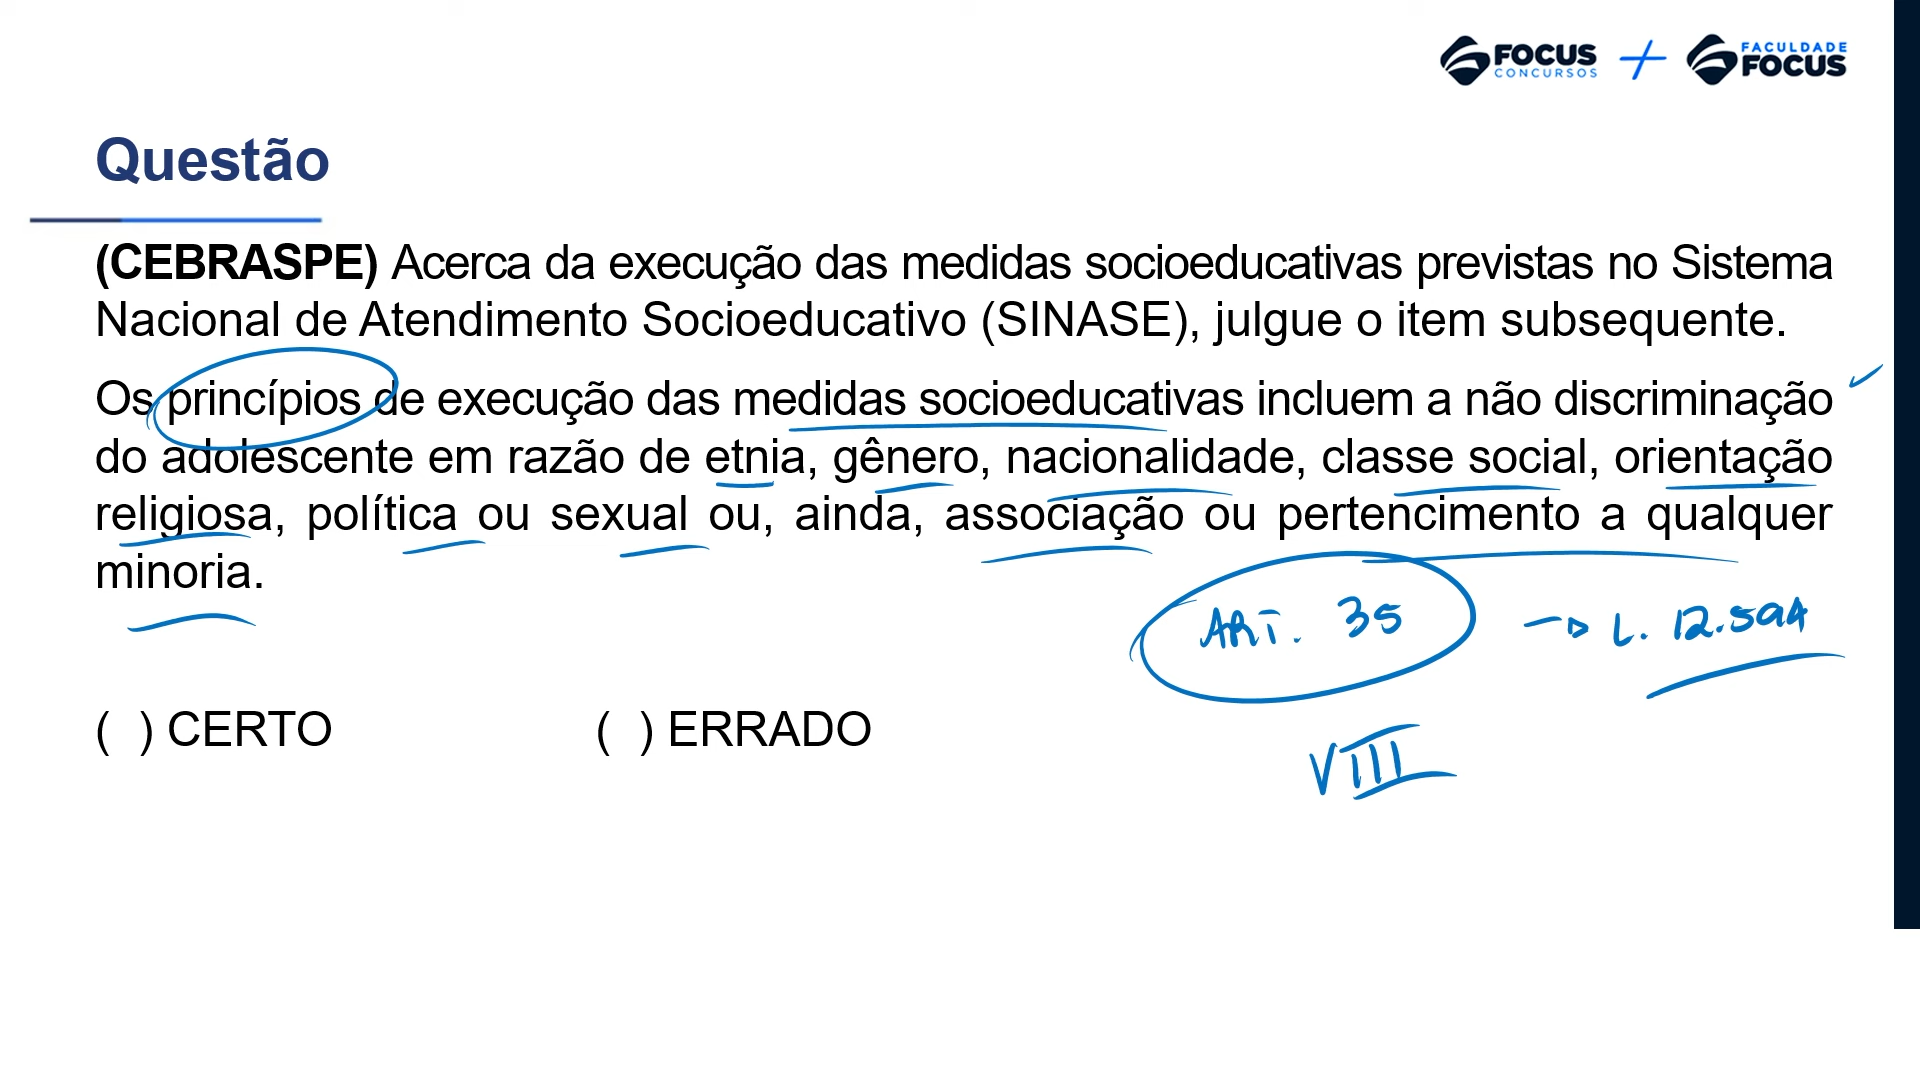 FOCUS CONCURSOS + FACULDADE FOCUS
Questão
(CEBRASPE) Acerca da execução das medidas socioeducativas previstas no Sistema
Nacional de Atendimento Socioeducativo (SINASE), julgue o item subsequente.
Os princípios de execução das medidas socioeducativas incluem a não discriminação
do adolescente em razão de etnia, gênero, nacionalidade, classe social, orientação
religiosa, política ou sexual ou, ainda, associação ou pertencimento a qualquer
minoria.
ART. 35 → L. 12.594
( ) CERTO ( ) ERRADO
VIII